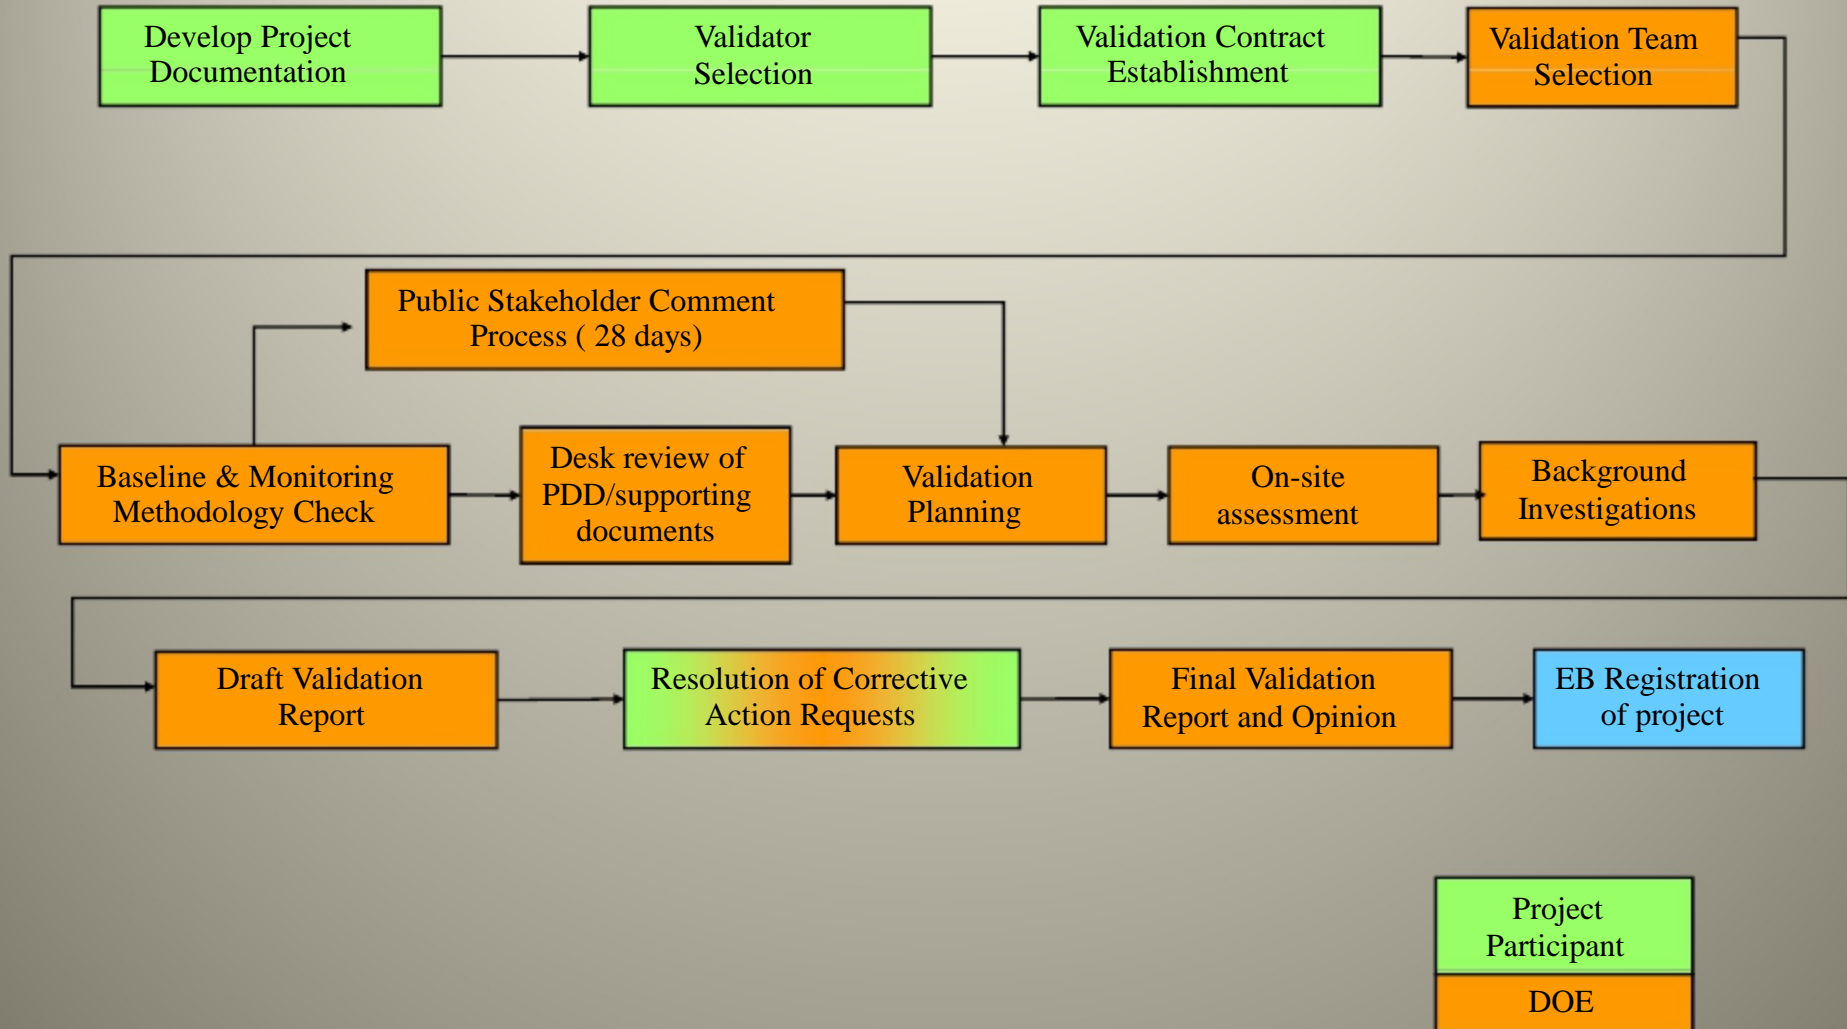 Develop Project
Documentation
Validator
Selection
Validation Contract
Establishment
Validation Team
Selection
Public Stakeholder Comment
Process ( 28 days)
Baseline & Monitoring
Methodology Check
Desk review of
PDD/supporting
documents
Validation
Planning
On-site
assessment
Background
Investigations
Draft Validation
Report
Resolution of Corrective
Action Requests
Final Validation
Report and Opinion
EB Registration
of project
Project
Participant
DOE